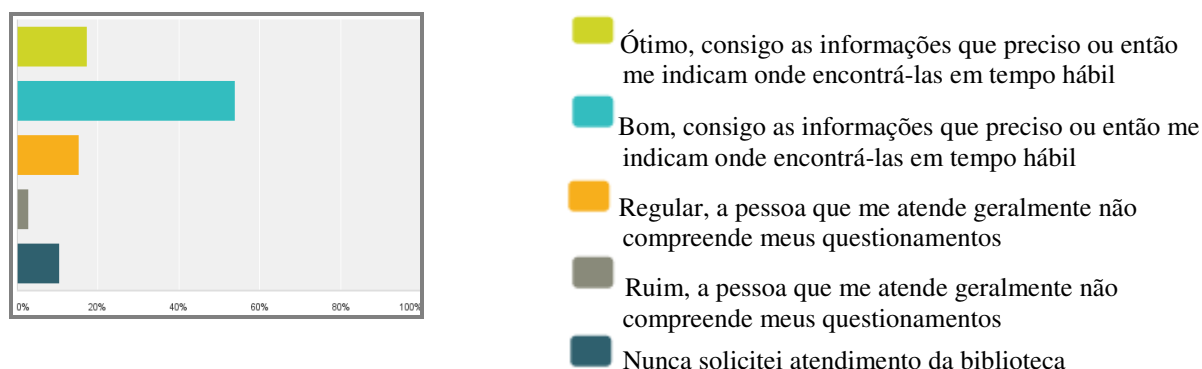 0% 20% 40% 60% 80% 100%
Ótimo, consigo as informações que preciso ou então
me indicam onde encontrá-las em tempo hábil
Bom, consigo as informações que preciso ou então me
indicam onde encontrá-las em tempo hábil
Regular, a pessoa que me atende geralmente não
compreende meus questionamentos
Ruim, a pessoa que me atende geralmente não
compreende meus questionamentos
Nunca solicitei atendimento da biblioteca